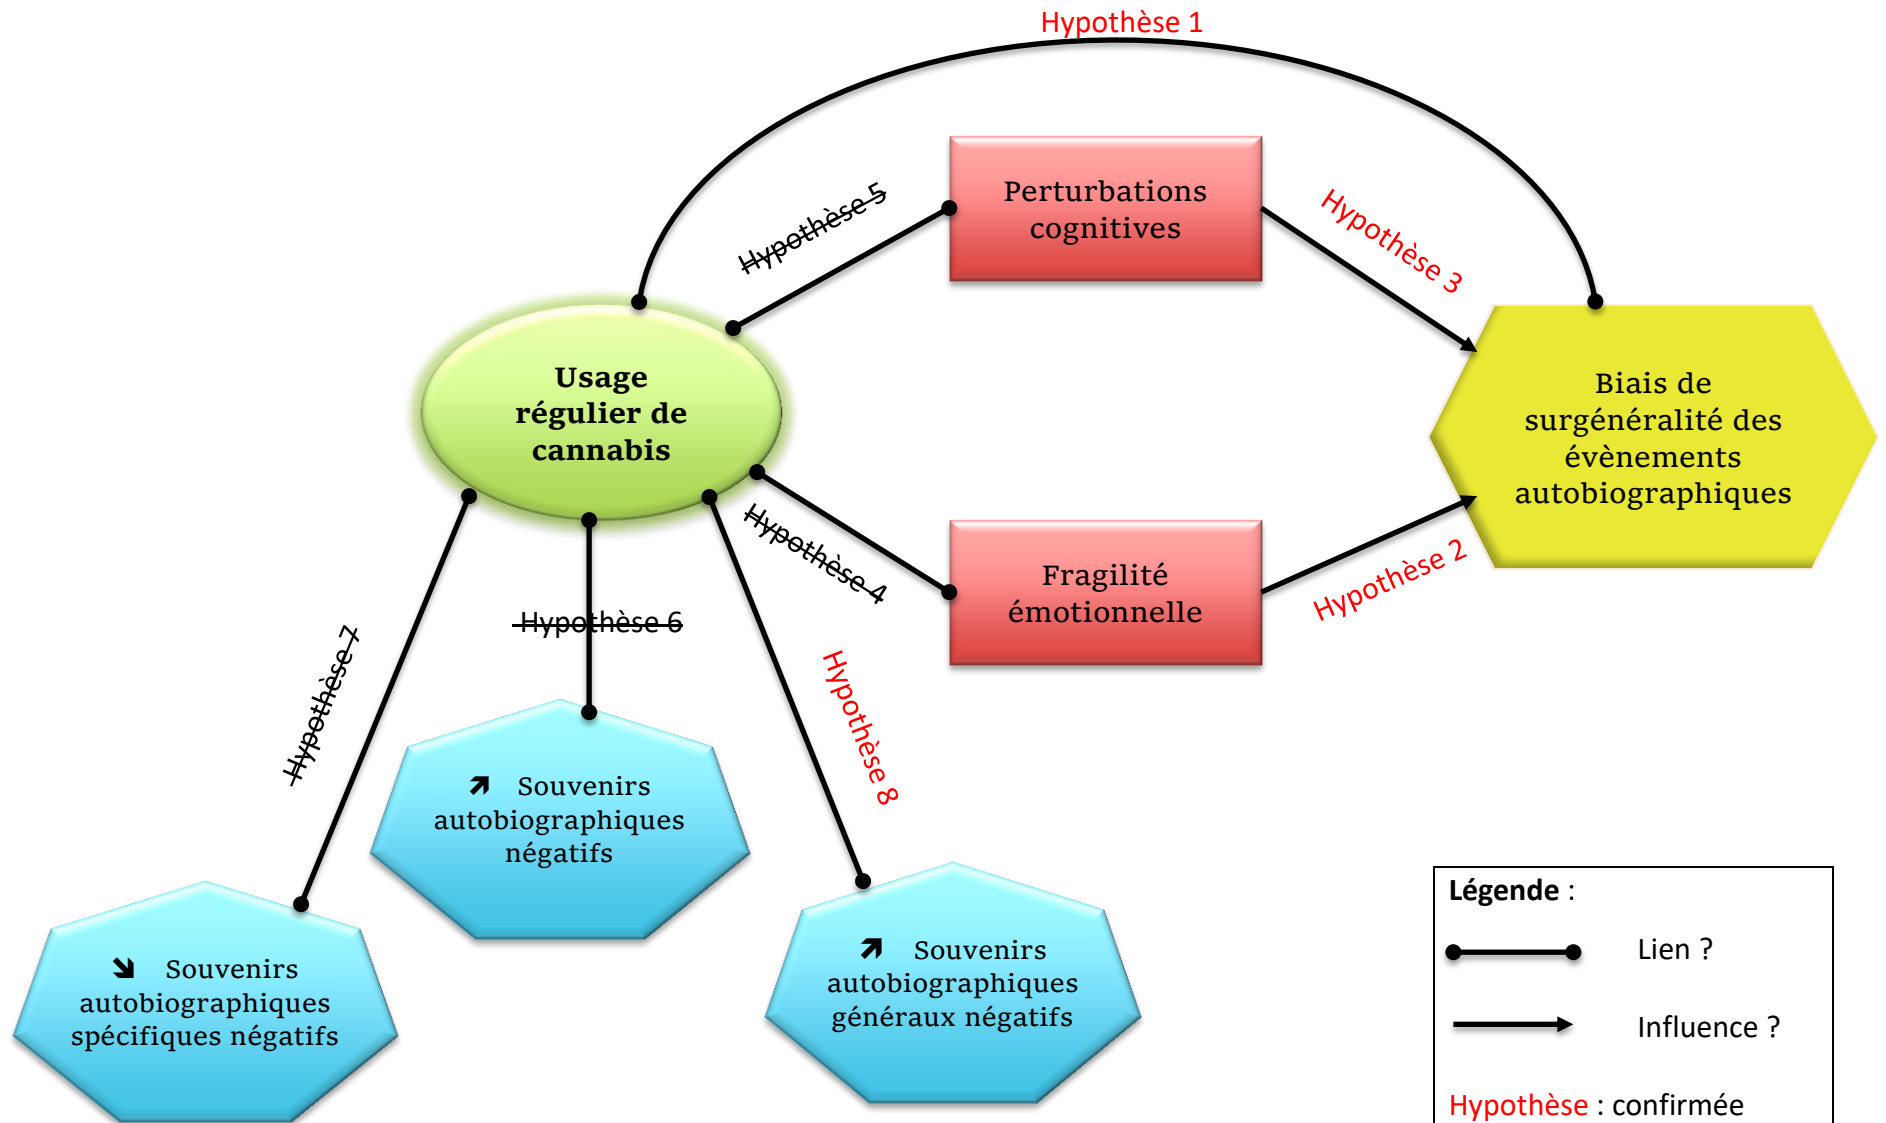 Hypothèse 1
Perturbations
cognitives
Hypothèse 5
Hypothèse 3
Usage
régulier de
cannabis
Biais de
surgénéralité des
évènements
autobiographiques
Hypothèse 4
Fragilité
émotionnelle
Hypothèse 2
Hypothèse 7
Hypothèse 6
Hypothèse 8
↗ Souvenirs
autobiographiques
négatifs
↘ Souvenirs
autobiographiques
spécifiques négatifs
↗ Souvenirs
autobiographiques
généraux négatifs
Légende :
Lien ?
Influence ?
Hypothèse : confirmée